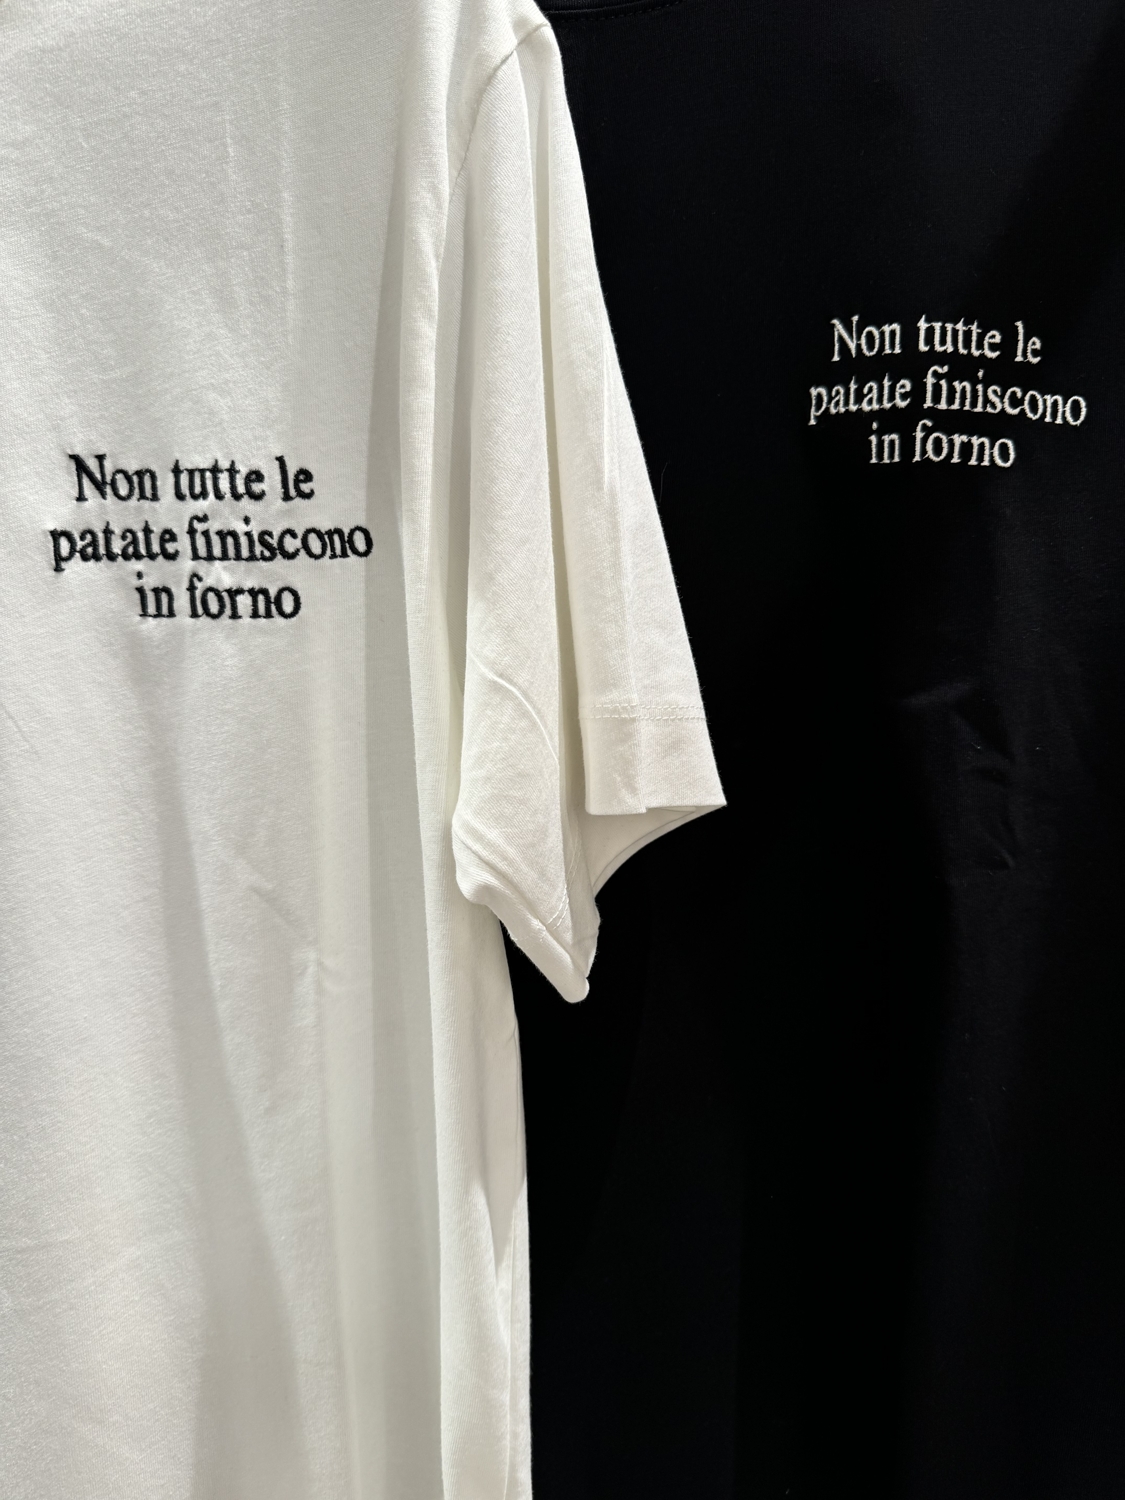 Non tutte le
patate finiscono
in forno
Non tutte le
patate finiscono
in forno